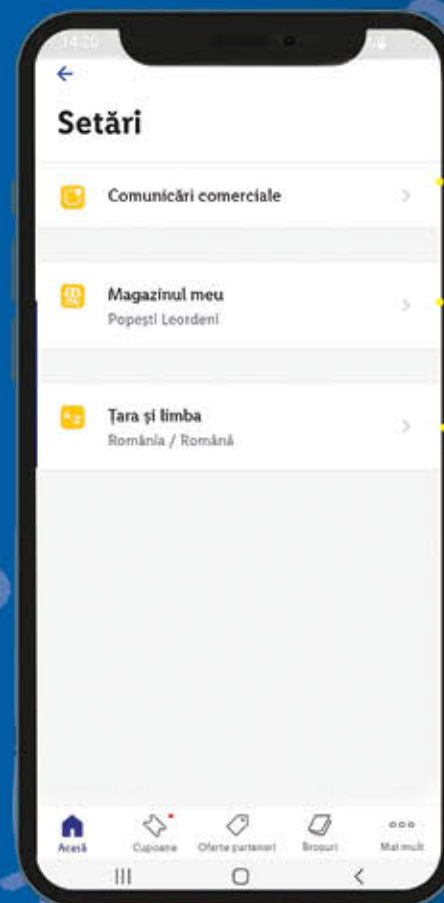 14:20
Setări
Comunicări comerciale
Magazinul meu
Popești Leordeni
Țara și limba
România / Română
Acasă
Cupoane
Oferte parteneri
Broșuri
Mai mult